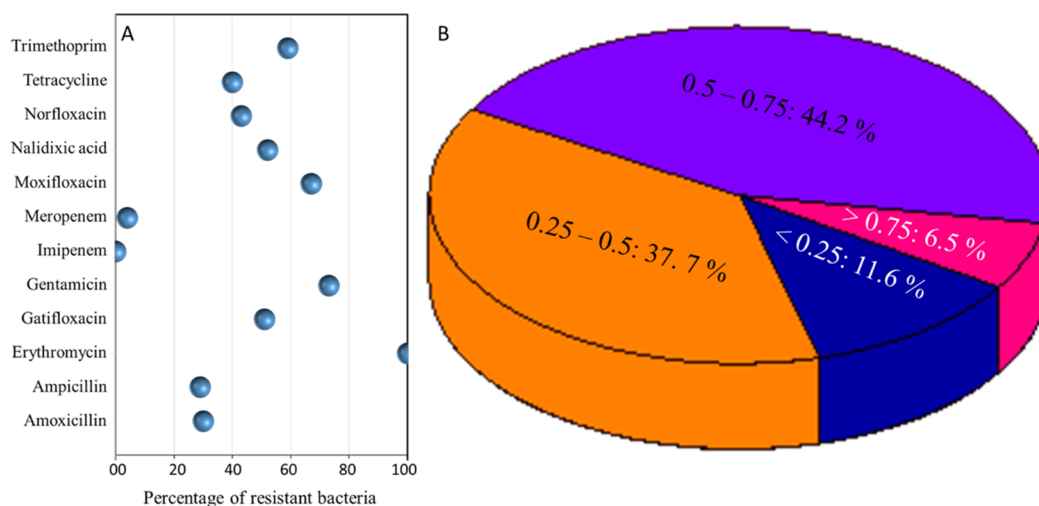 A
Trimethoprim
Tetracycline
Norfloxacin
Nalidixic acid
Moxifloxacin
Meropenem
Imipenem
Gentamicin
Gatifloxacin
Erythromycin
Ampicillin
Amoxicillin
00 20 40 60 80 100
Percentage of resistant bacteria
B
0.5 – 0.75: 44.2 %
> 0.75: 6.5 %
0.25 – 0.5: 37. 7 %
< 0.25: 11.6 %